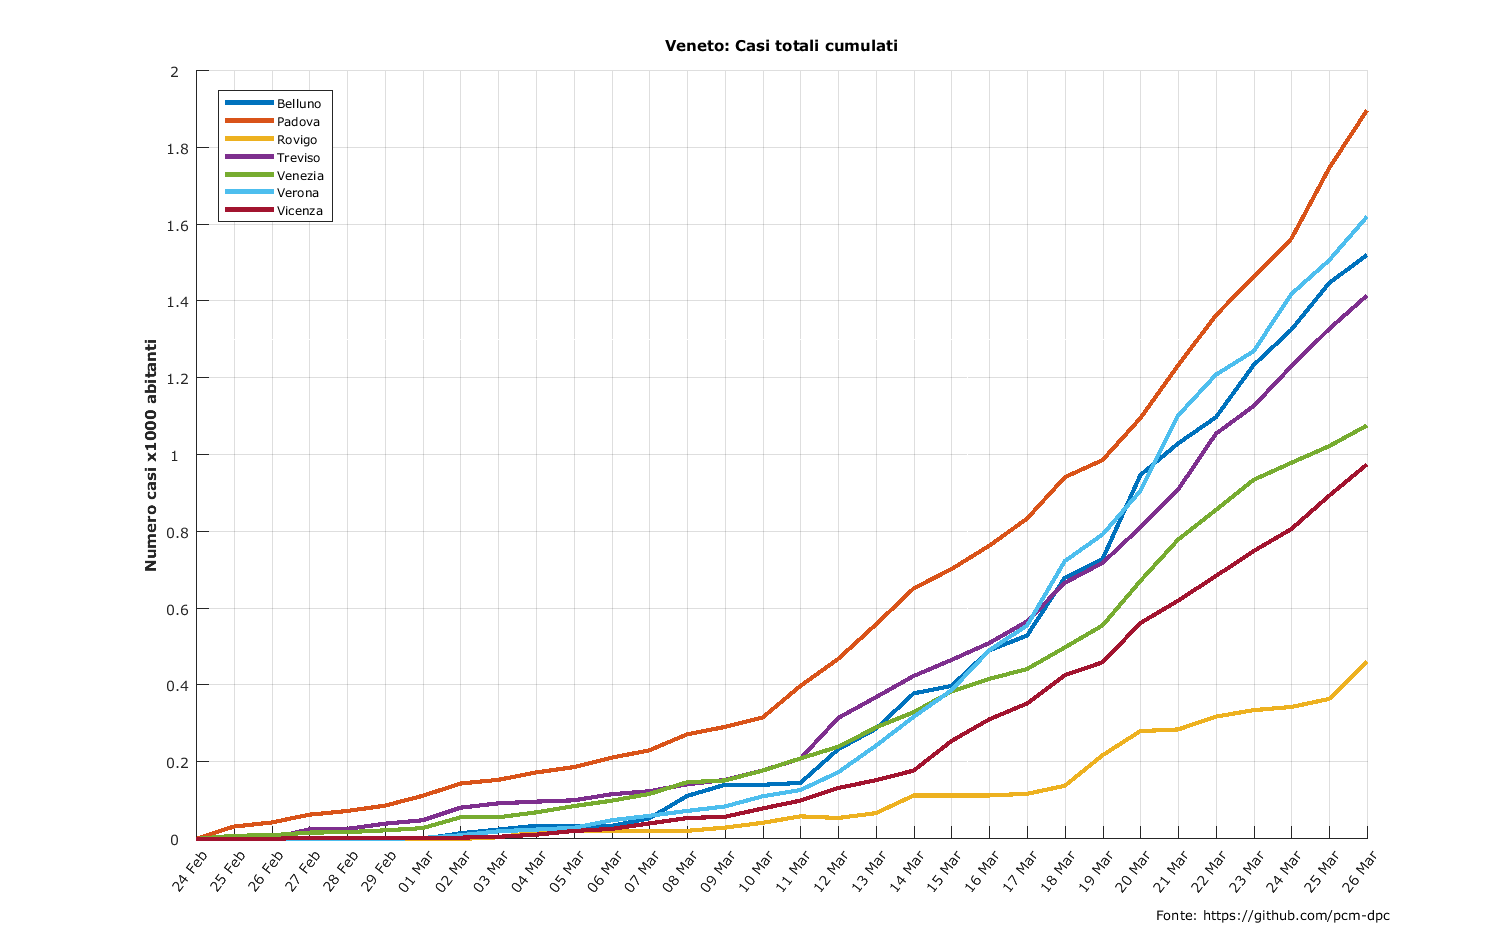 Veneto: Casi totali cumulati
2
1.8
1.6
1.4
1.2
1
0.8
0.6
0.4
0.2
0
Numero casi x1000 abitanti
Belluno
Padova
Rovigo
Treviso
Venezia
Verona
Vicenza
24 Feb
25 Feb
26 Feb
27 Feb
28 Feb
29 Feb
01 Mar
02 Mar
03 Mar
04 Mar
05 Mar
06 Mar
07 Mar
08 Mar
09 Mar
10 Mar
11 Mar
12 Mar
13 Mar
14 Mar
15 Mar
16 Mar
17 Mar
18 Mar
19 Mar
20 Mar
21 Mar
22 Mar
23 Mar
24 Mar
25 Mar
26 Mar
Fonte: https://github.com/pcm-dpc